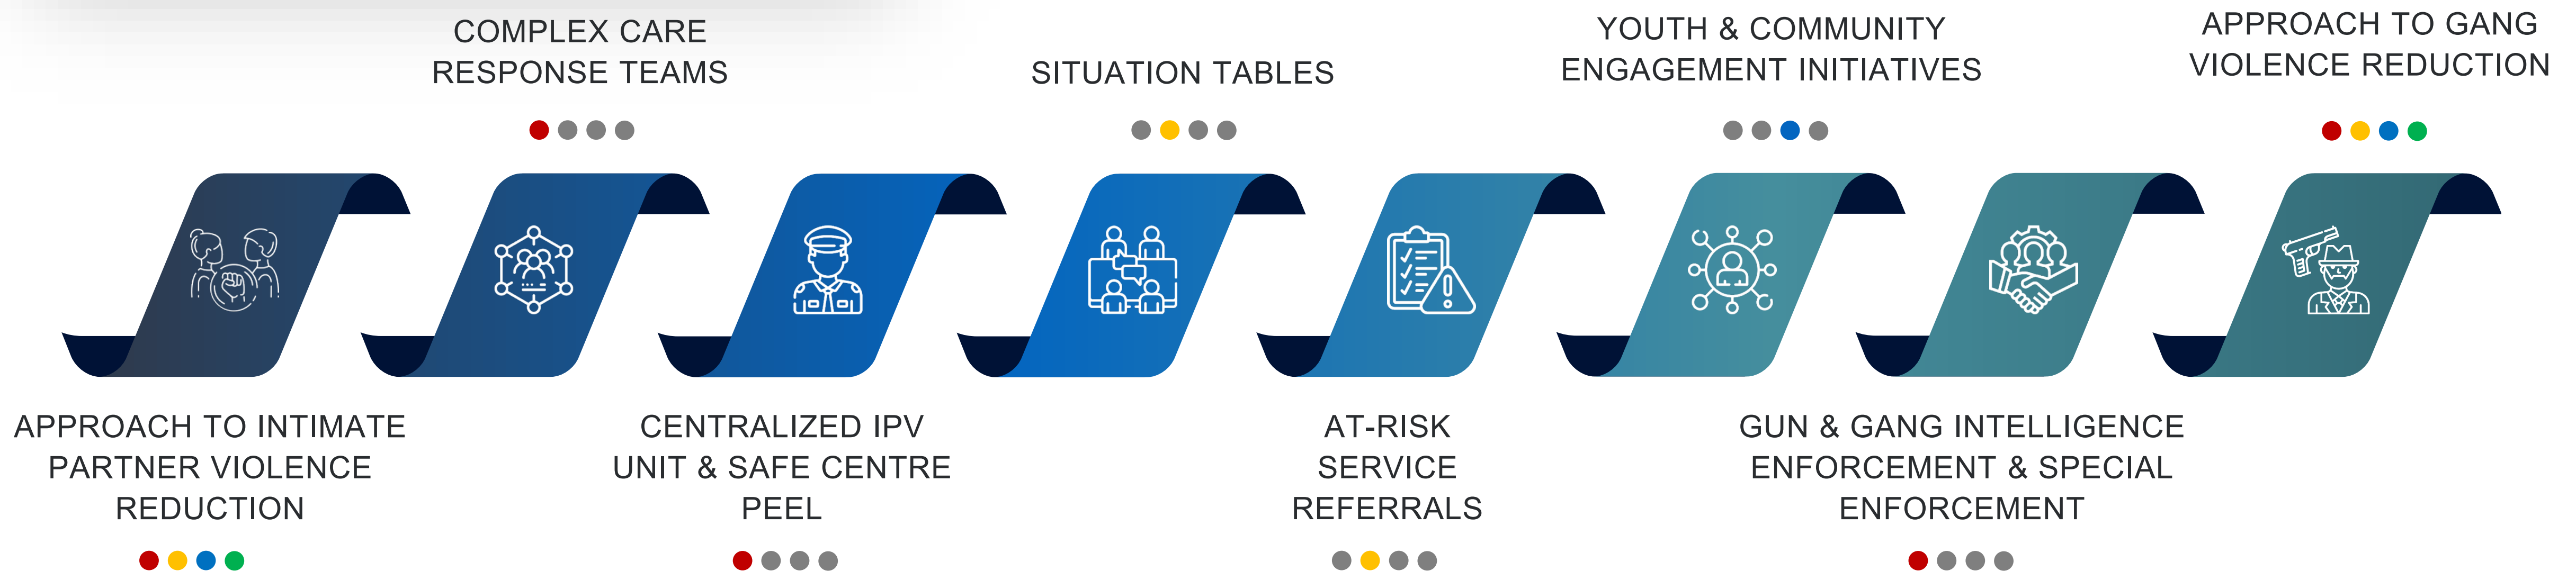 APPROACH TO INTIMATE
PARTNER VIOLENCE
REDUCTION
COMPLEX CARE
RESPONSE TEAMS
CENTRALIZED IPV
UNIT & SAFE CENTRE
PEEL
SITUATION TABLES
AT-RISK
SERVICE
REFERRALS
YOUTH & COMMUNITY
ENGAGEMENT INITIATIVES
GUN & GANG INTELLIGENCE
ENFORCEMENT & SPECIAL
ENFORCEMENT
APPROACH TO GANG
VIOLENCE REDUCTION